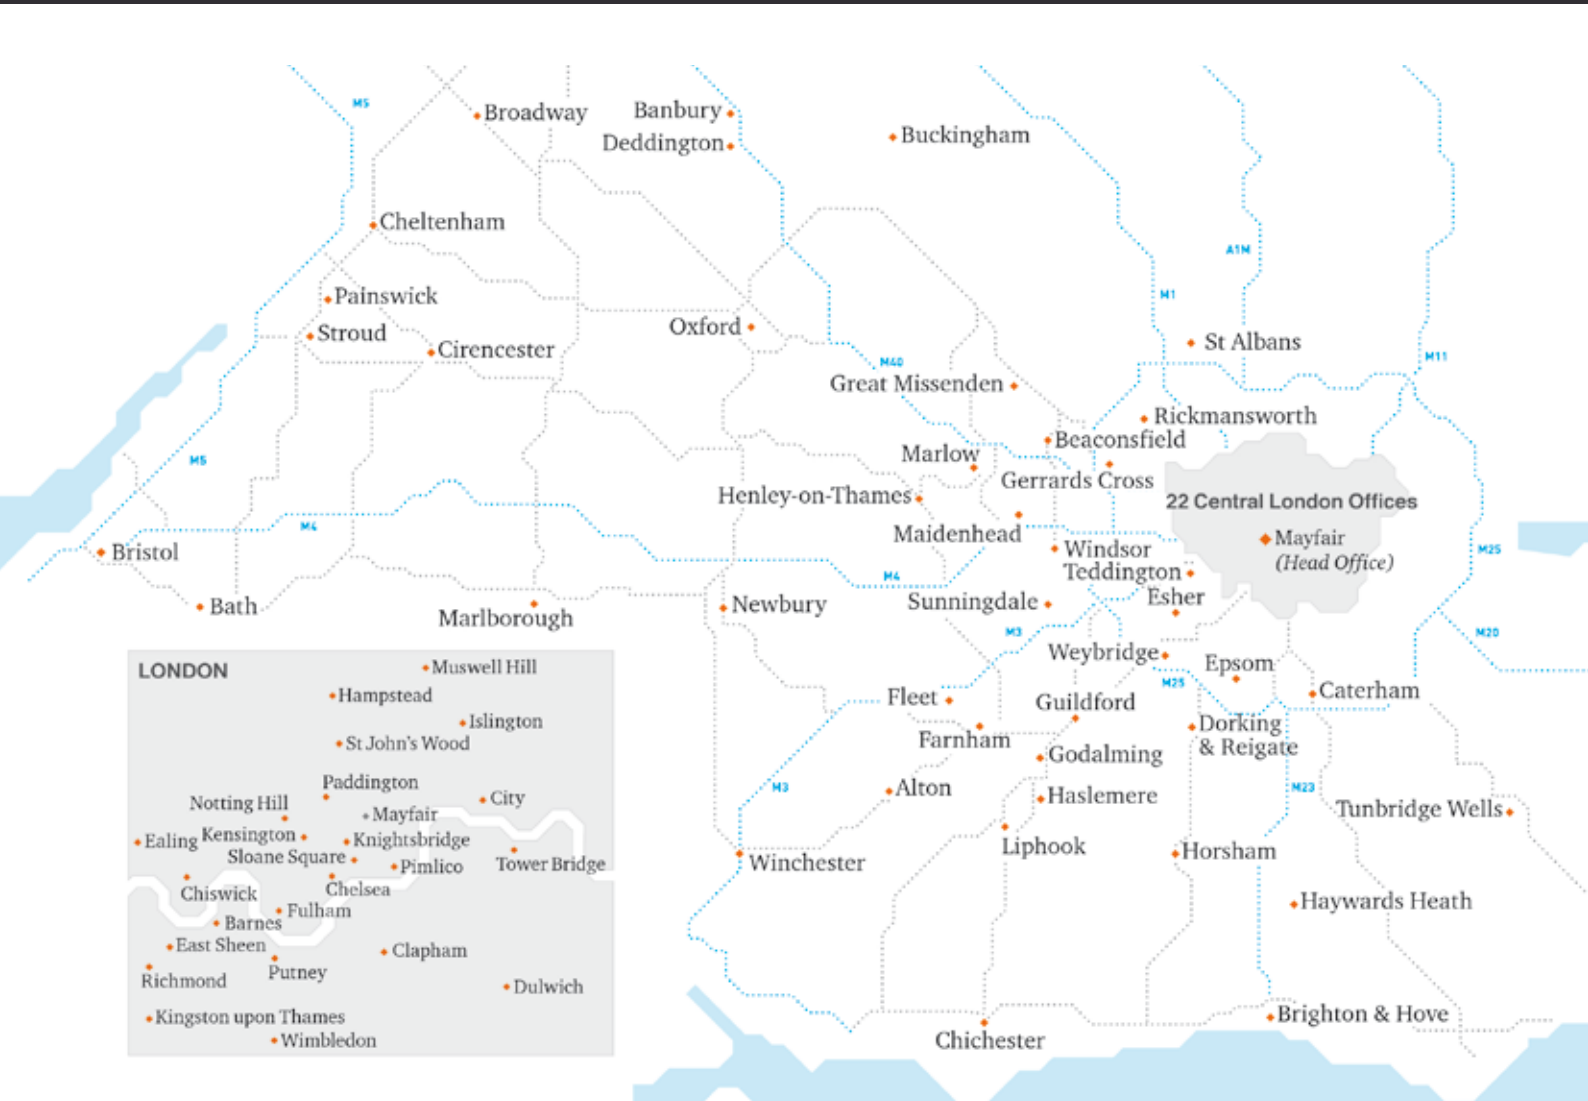 M5
Broadway
Banbury
Deddington
Buckingham
Cheltenham
A1M
Painswick
M1
Stroud
Oxford
Cirencester
St Albans
M40
M11
Great Missenden
Rickmansworth
Beaconsfield
Marlow
M5
Gerrards Cross
Henley-on-Thames
22 Central London Offices
M4
Maidenhead
Mayfair
(Head Office)
Bristol
Windsor
M25
Teddington
M4
Esher
Bath
Marlborough
Newbury
Sunningdale
M3
M20
Weybridge
Epsom
M25
Caterham
Fleet
Guildford
Farnham
Dorking
& Reigate
Godalming
M3
Alton
Haslemere
M23
Tunbridge Wells
Liphook
Winchester
Horsham
Haywards Heath
Brighton & Hove
Chichester
LONDON
Muswell Hill
Hampstead
Islington
St John's Wood
Paddington
Notting Hill
City
Mayfair
Ealing
Kensington
Knightsbridge
Sloane Square
Pimlico
Tower Bridge
Chiswick
Chelsea
Fulham
Barnes
East Sheen
Clapham
Richmond
Putney
Dulwich
Kingston upon Thames
Wimbledon